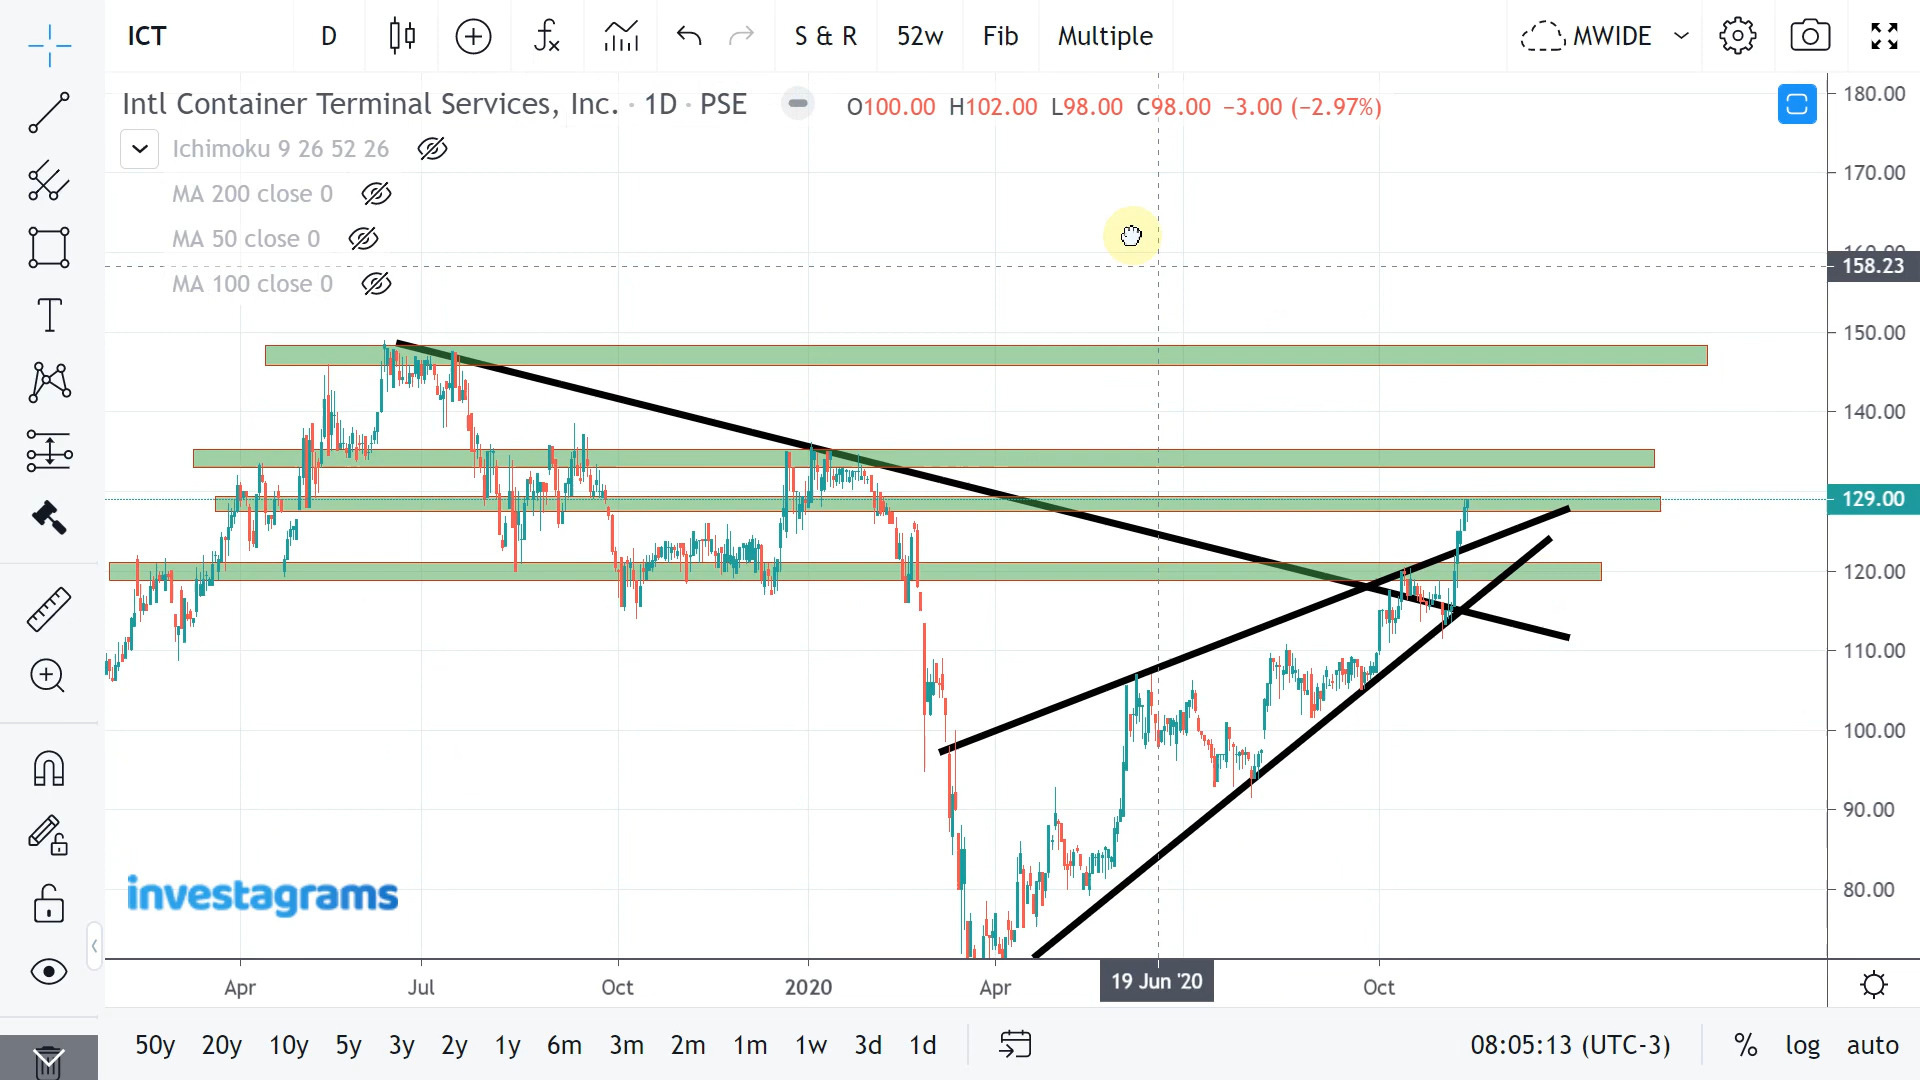 ICT D S & R 52w Fib Multiple MWIDE
Intl Container Terminal Services, Inc. · 1D · PSE O100.00 H102.00 L98.00 C98.00 −3.00 (−2.97%)
Ichimoku 9 26 52 26
MA 200 close 0
MA 50 close 0
MA 100 close 0
180.00
170.00
160.00
158.23
150.00
140.00
129.00
120.00
110.00
100.00
90.00
80.00
investagrams
Apr Jul Oct 2020 Apr 19 Jun '20 Oct
50y 20y 10y 5y 3y 2y 1y 6m 3m 2m 1m 1w 3d 1d 08:05:13 (UTC-3) % log auto